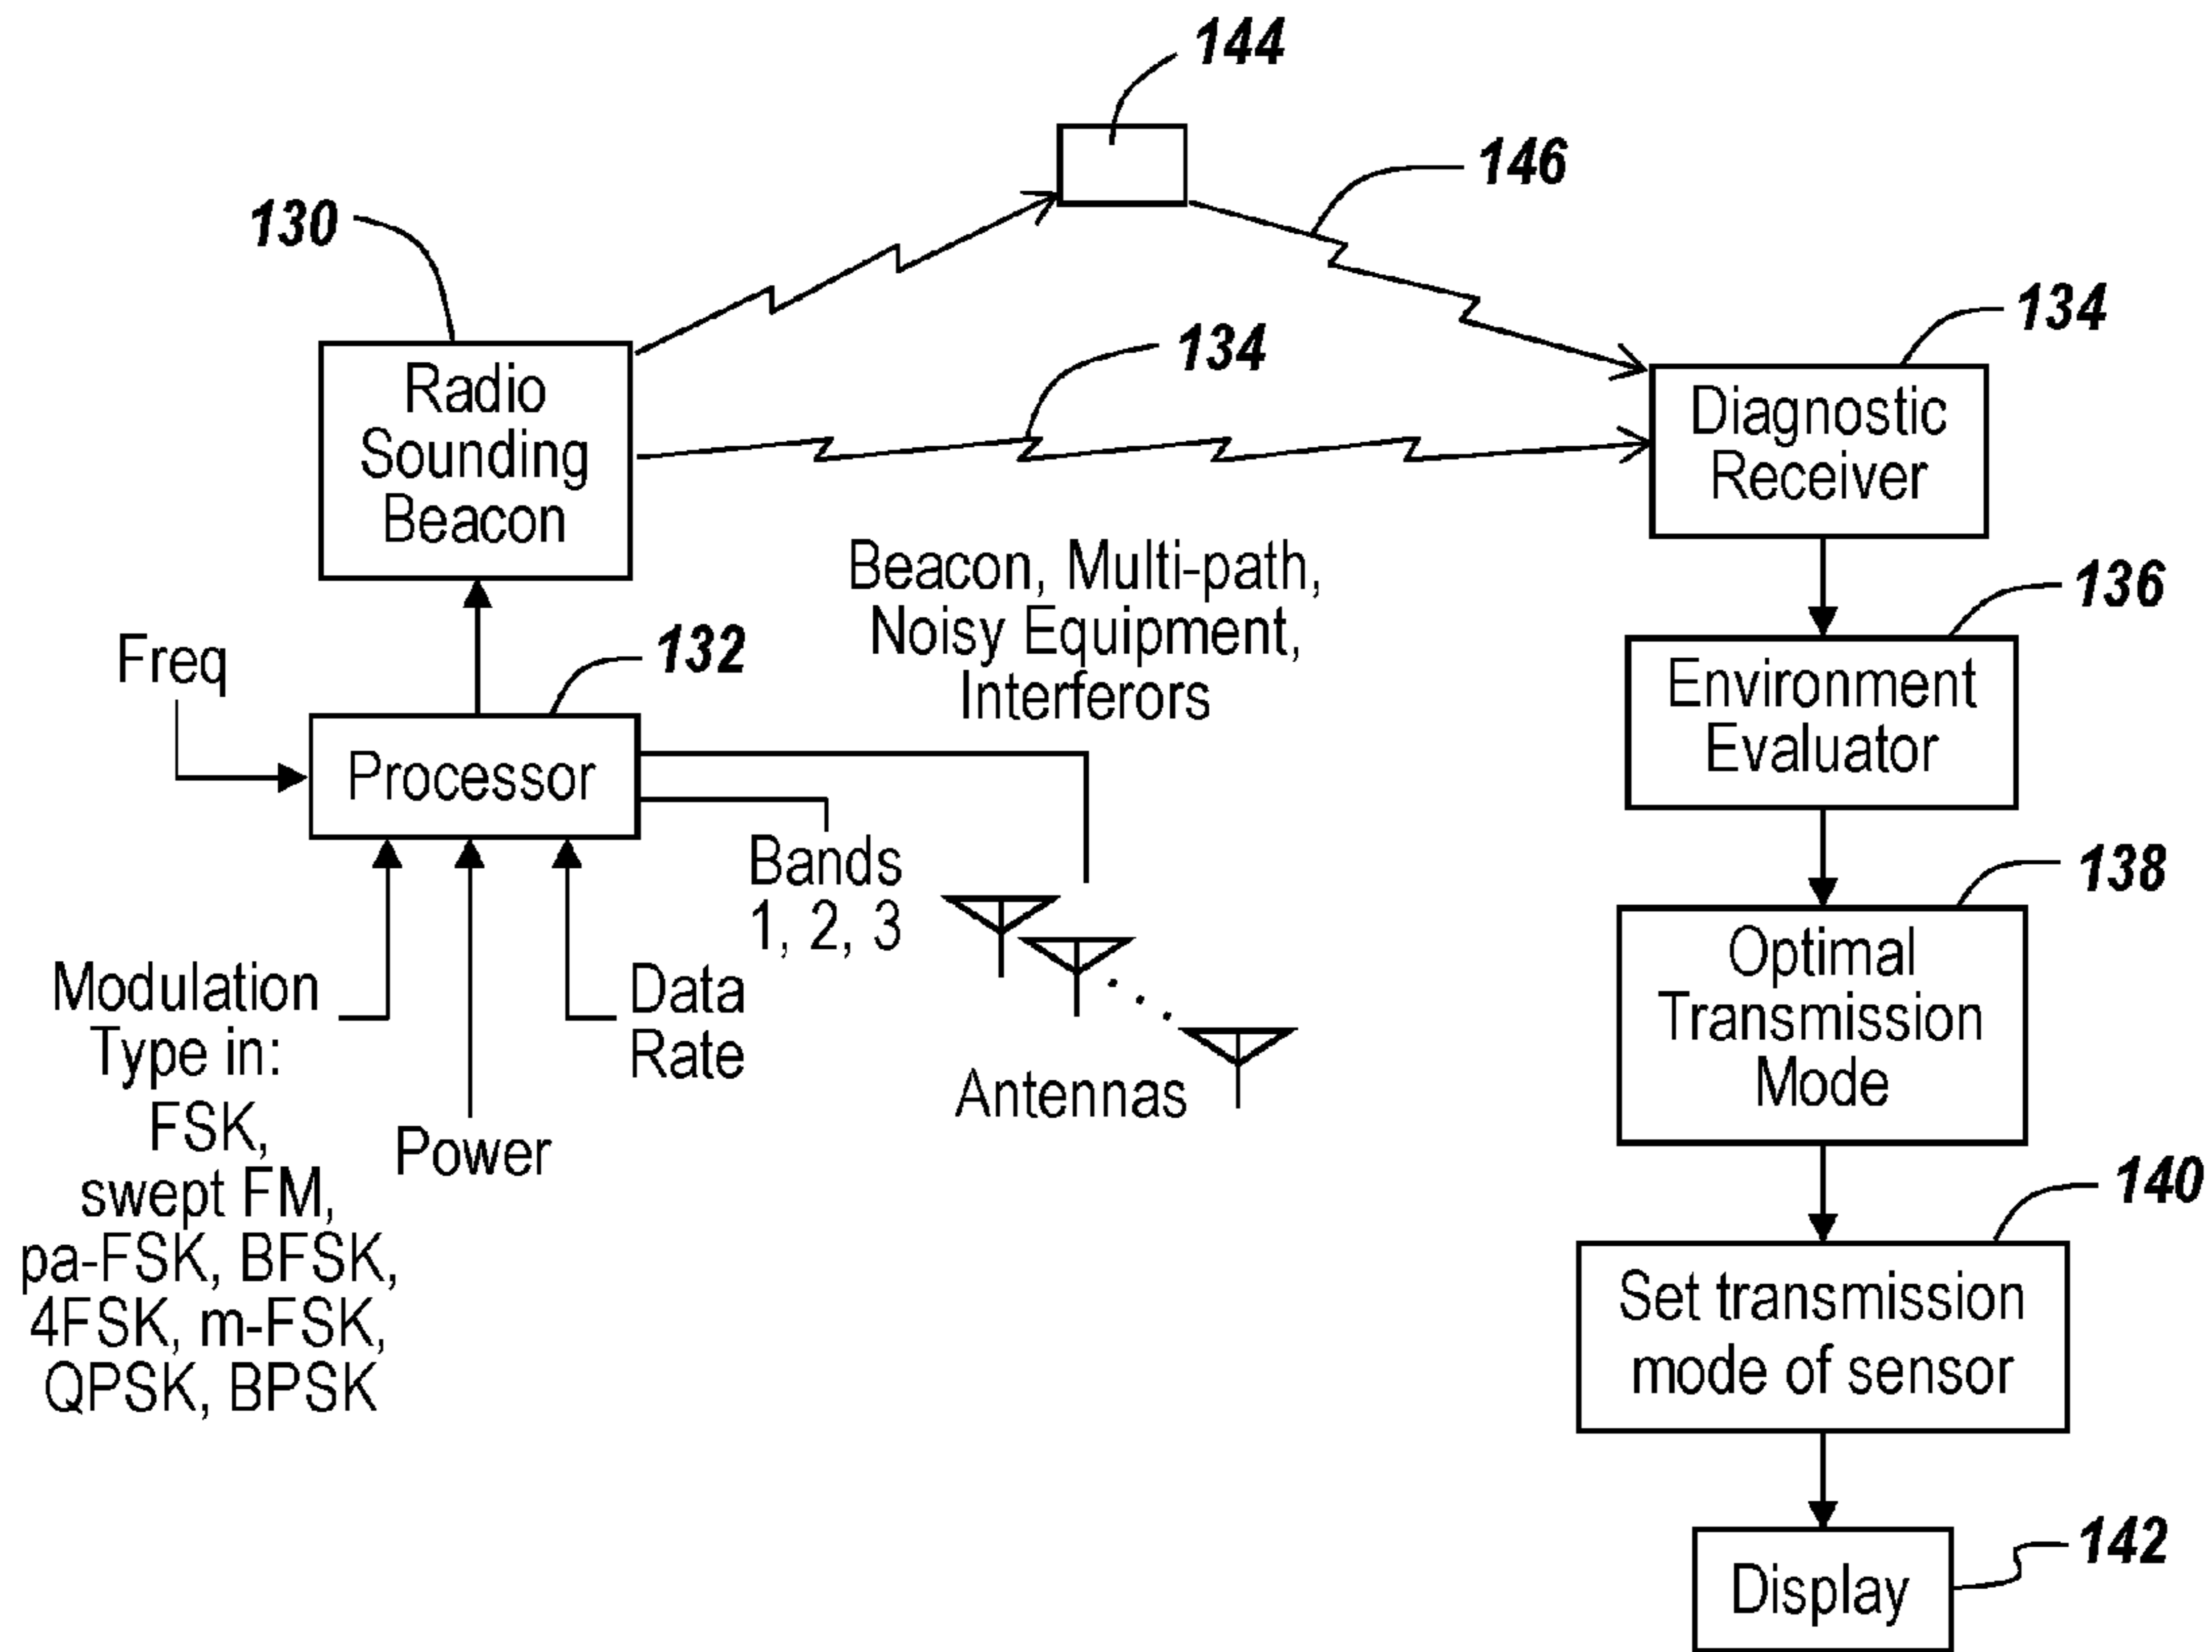 144
146
130
134
134
Radio
Sounding
Beacon
Diagnostic
Receiver
Beacon, Multi-path,
Noisy Equipment,
Interferors
136
Freq
132
Environment
Evaluator
Processor
Bands
1, 2, 3
138
Modulation
Type in:
FSK,
swept FM,
pa-FSK, BFSK,
4FSK, m-FSK,
QPSK, BPSK
Power
Data
Rate
Antennas
Optimal
Transmission
Mode
140
Set transmission
mode of sensor
142
Display